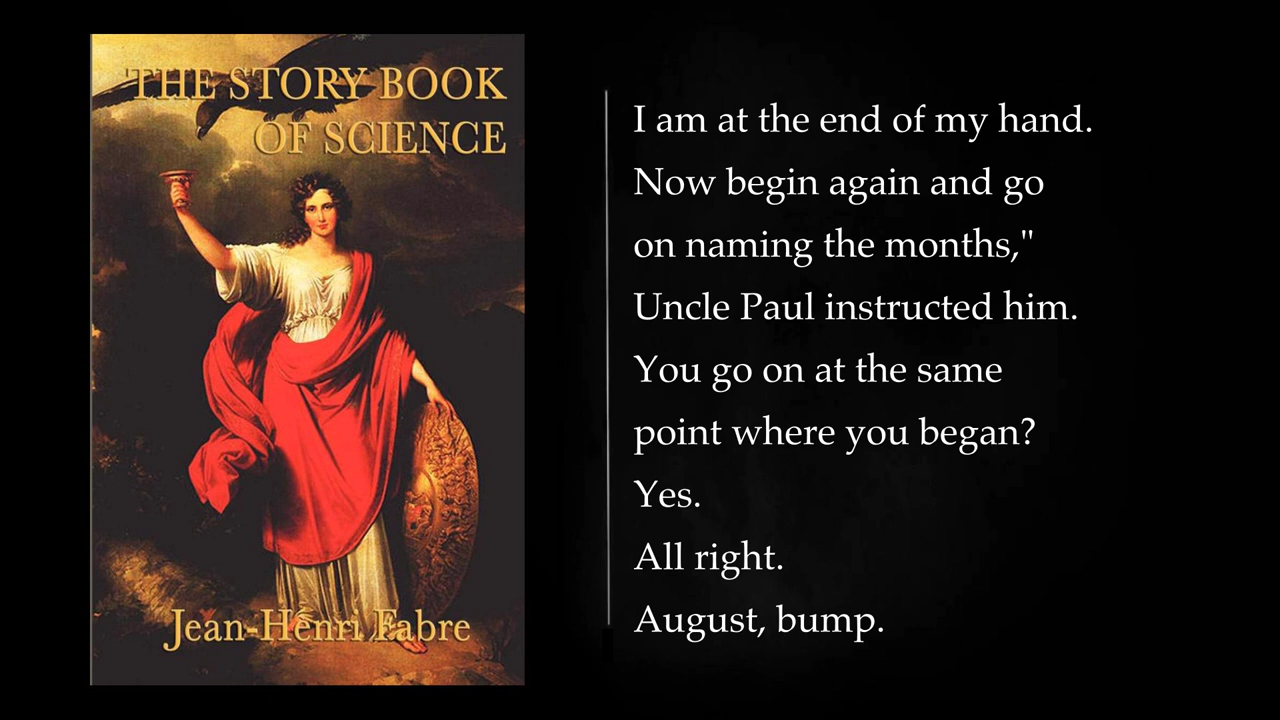 THE STORY BOOK
OF SCIENCE
Jean-Henri Fabre
I am at the end of my hand.
Now begin again and go
on naming the months,"
Uncle Paul instructed him.
You go on at the same
point where you began?
Yes.
All right.
August, bump.